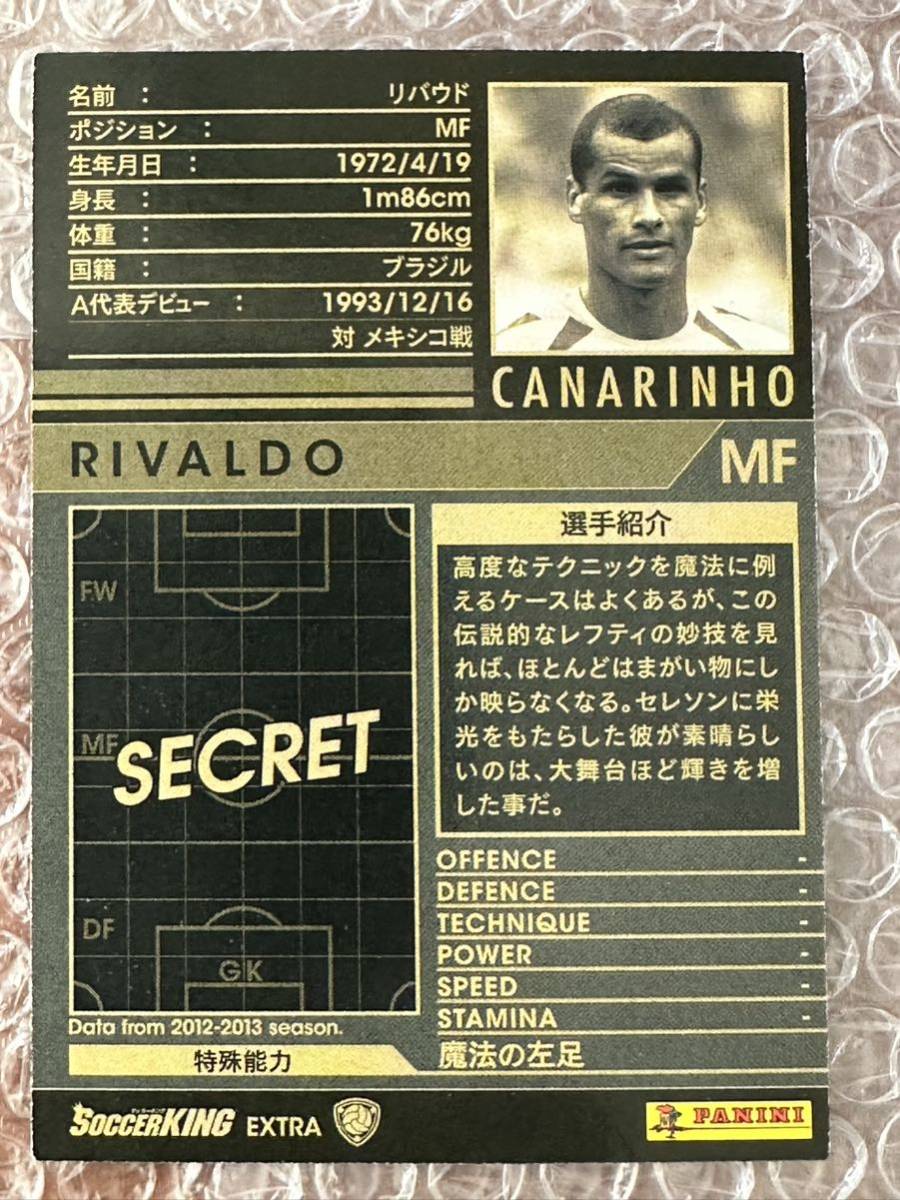 名前 : リバウド
ポジション : MF
生年月日 : 1972/4/19
身長 : 1m86cm
体重 : 76kg
国籍 : ブラジル
A代表デビュー : 1993/12/16
対 メキシコ戦
CANARINHO
RIVALDO
MF
FW
MF
SECRET
DF
GK
Data from 2012-2013 season.
特殊能力
選手紹介
高度なテクニックを魔法に例
えるケースはよくあるが、この
伝説的なレフティの妙技を見
れば、ほとんどはまがい物にし
か映らなくなる。セレソンに栄
光をもたらした彼が素晴らし
いのは、大舞台ほど輝きを増
した事だ。
OFFENCE -
DEFENCE -
TECHNIQUE -
POWER -
SPEED -
STAMINA -
魔法の左足
SOCCERKING EXTRA
PANINI